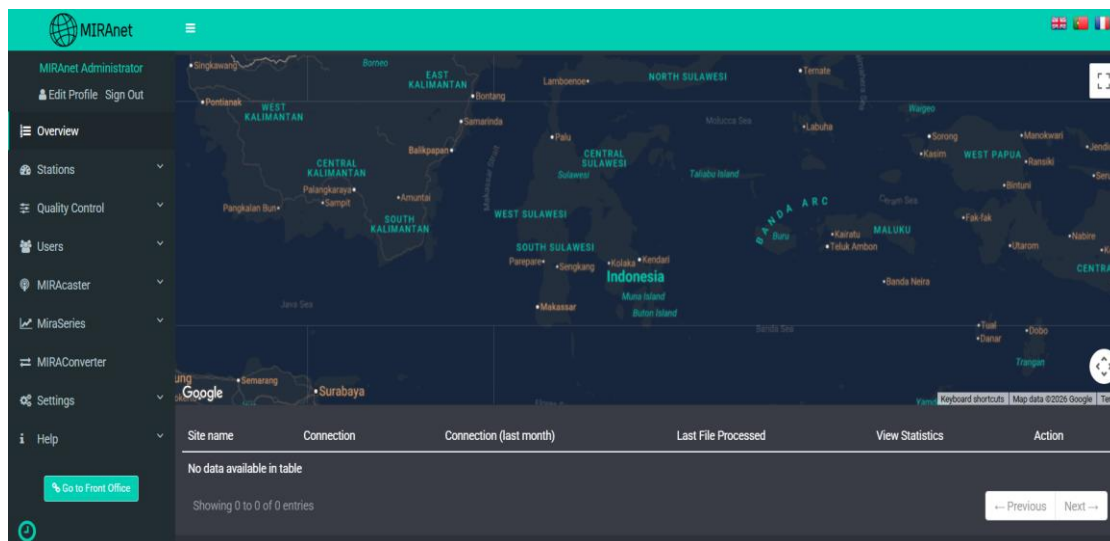 MIRAnet
MIRAnet Administrator
Edit Profile Sign Out
Overview
Stations
Quality Control
Users
MIRAcaster
MiraSeries
MIRAConverter
Settings
Help
Go to Front Office
Singkawang
Borneo
EAST KALIMANTAN
Lamboenoe
NORTH SULAWESI
Ternate
Pontianak
WEST KALIMANTAN
Bontang
Samarinda
Molucca Sea
Labuha
Waigeo
Sorong
Manokwari
Kasim
WEST PAPUA
Ransiki
Palu
Balikpapan
CENTRAL KALIMANTAN
CENTRAL SULAWESI
Sulawesi
Taliabu Island
Makassar Strait
Bintuni
Palangkaraya
Sampit
Amuntai
Pangkalan Bun
SOUTH KALIMANTAN
WEST SULAWESI
BANDA ARC
Buru
Kairatu
MALUKU
Teluk Ambon
Fak-fak
Nabire
Utarom
SOUTH SULAWESI
Parepare
Sengkang
Kolaka
Kendari
Indonesia
Banda Neira
Java Sea
Muna Island
Buton Island
Makassar
Banda Sea
Tual
Danar
Dobo
Trangan
Semarang
Surabaya
Google
Keyboard shortcuts
Map data ©2026 Google
Site name Connection Connection (last month) Last File Processed View Statistics Action
No data available in table
Showing 0 to 0 of 0 entries
← Previous Next →